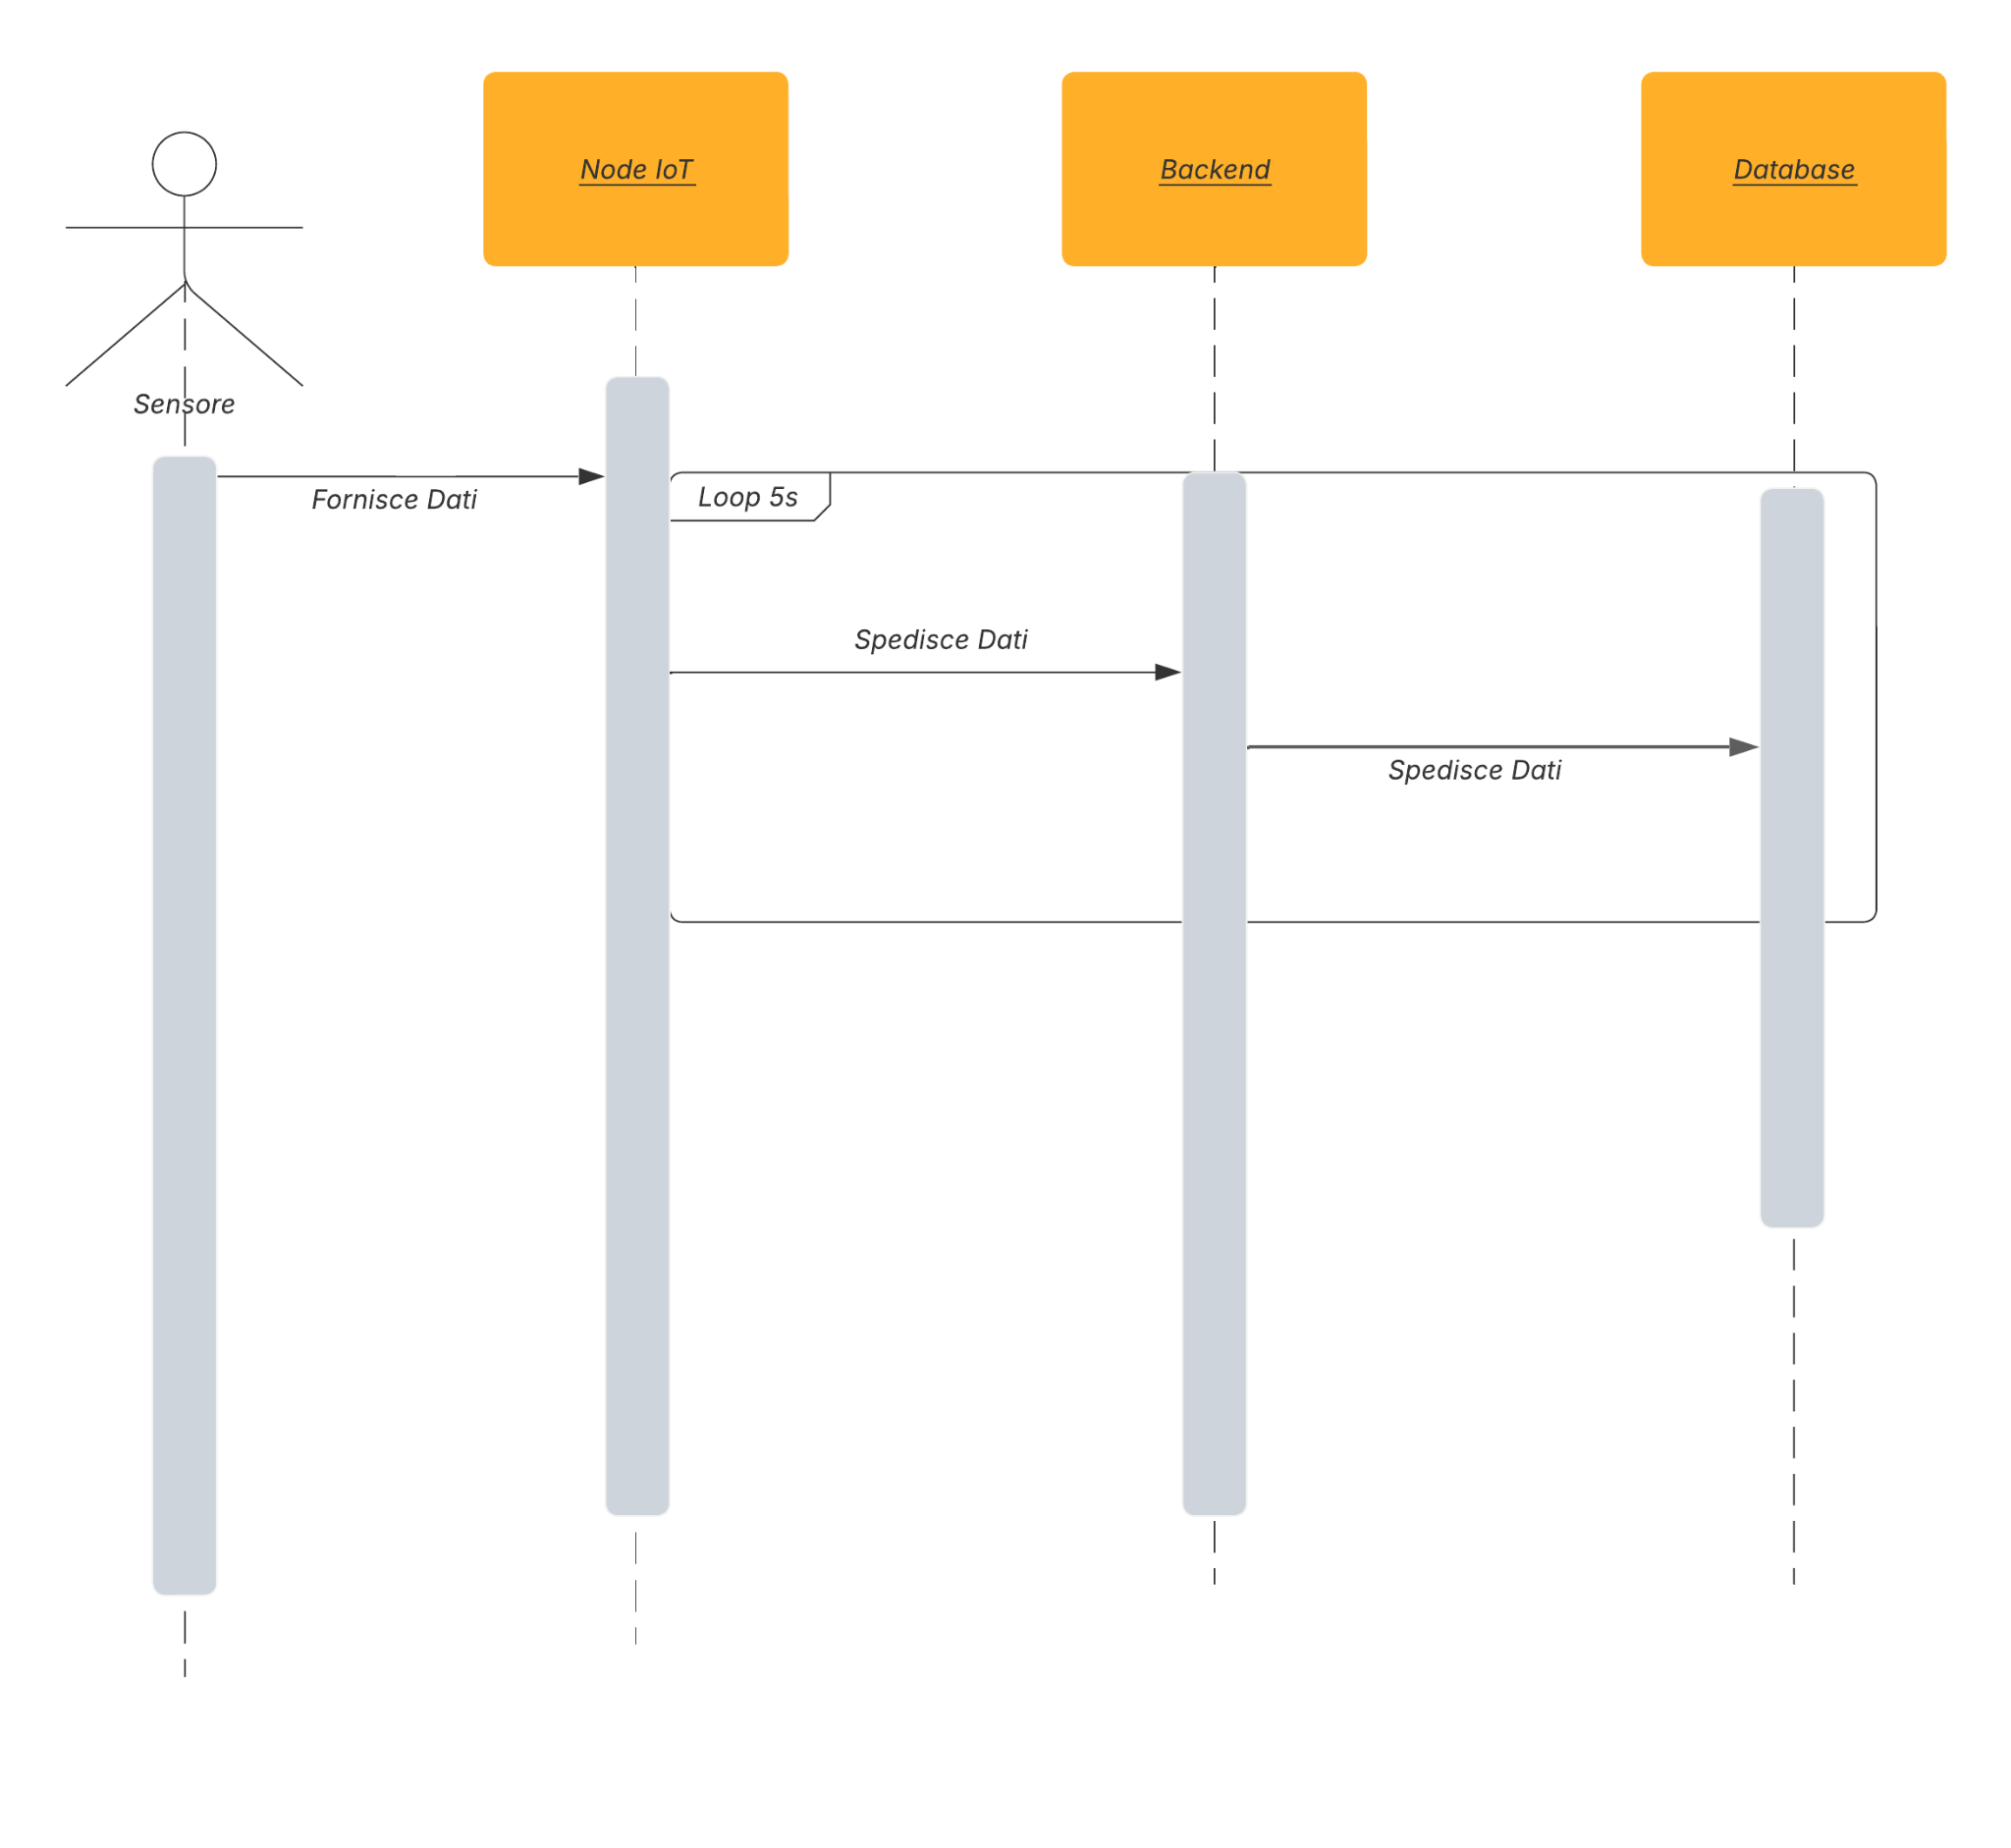 Node IoT
Backend
Database
Sensore
Fornisce Dati
Loop 5s
Spedisce Dati
Spedisce Dati